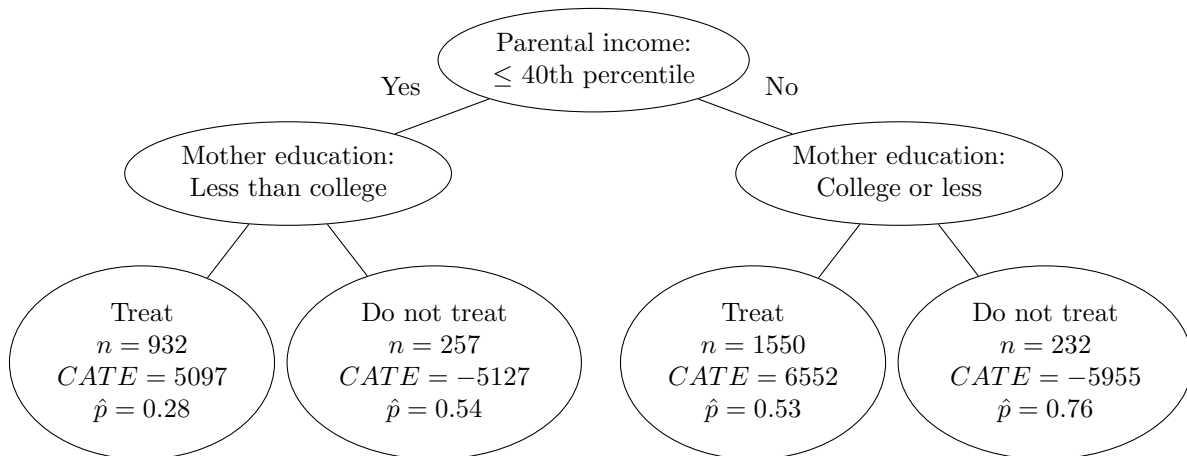 Parental income:
≤ 40th percentile
Yes
No
Mother education:
Less than college
Mother education:
College or less
Treat
n = 932
CATE = 5097
p̂ = 0.28
Do not treat
n = 257
CATE = −5127
p̂ = 0.54
Treat
n = 1550
CATE = 6552
p̂ = 0.53
Do not treat
n = 232
CATE = −5955
p̂ = 0.76